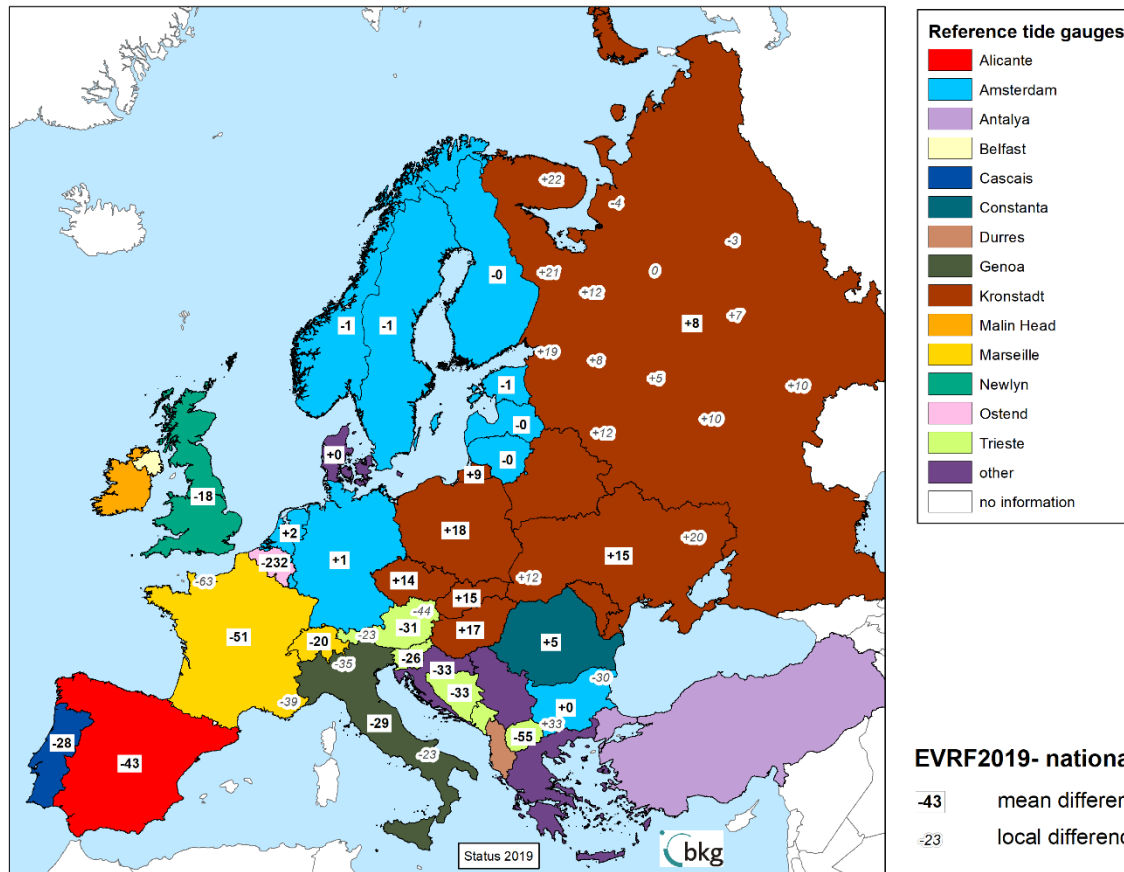 Reference tide gauges
Alicante
Amsterdam
Antalya
Belfast
Cascais
Constanta
Durres
Genoa
Kronstadt
Malin Head
Marseille
Newlyn
Ostend
Trieste
other
no information
+22
-4
-3
0
+21
-0
+12
+7
+8
-1
-1
+19
+8
+5
+10
-1
+10
-0
+12
+0
-0
+9
-18
+18
+2
+20
+1
-232
+15
+12
-63
+14
+15
-44
-31
+17
-23
-51
-20
+5
-26
-35
-33
-30
-33
-39
+0
-29
+33
-55
-28
-23
-43
EVRF2019- nationa
-43 mean differen
-23 local differenc
Status 2019
bkg